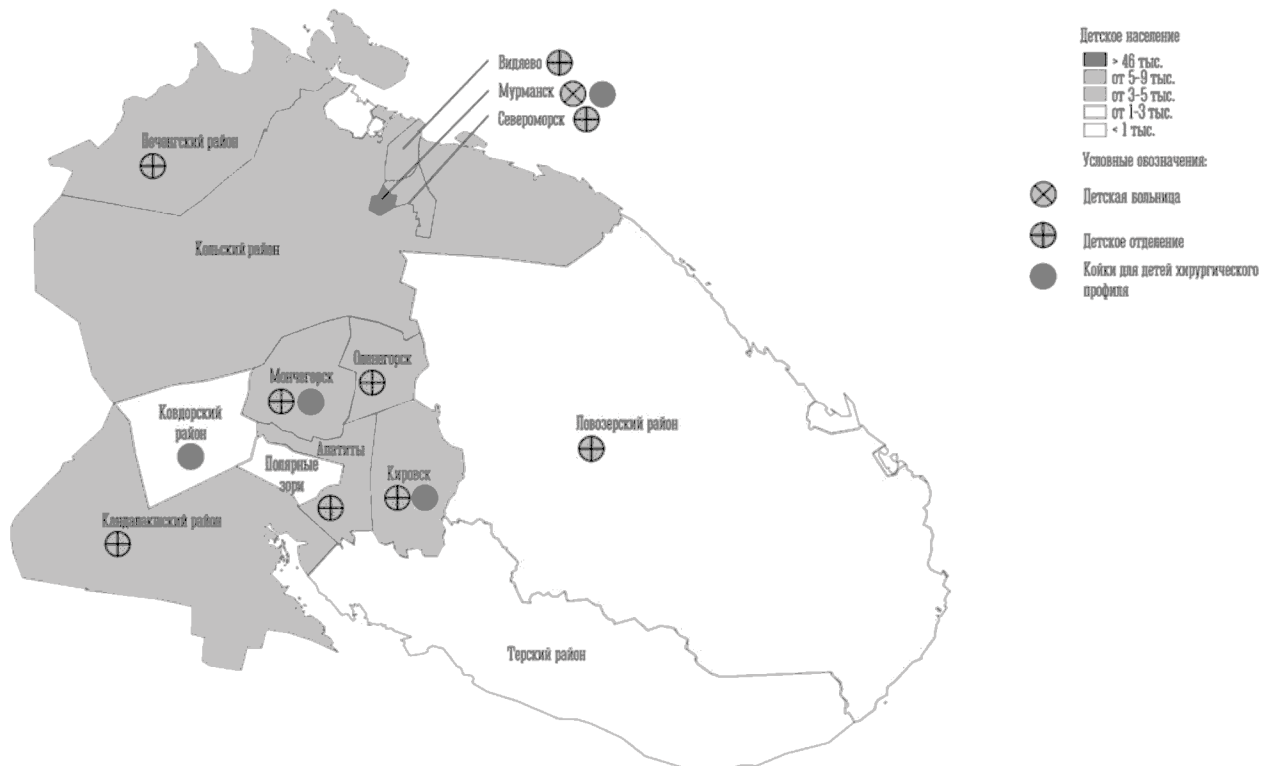 Видяево
Мурманск
Североморск
Печенгский район
Кольский район
Оленегорск
Мончегорск
Ковдорский
район
Апатиты
Полярные
зори
Кировск
Ловозерский район
Кандалакшский район
Терский район
Детское население
> 46 тыс.
от 5-9 тыс.
от 3-5 тыс.
от 1-3 тыс.
< 1 тыс.
Условные обозначения:
Детская больница
Детское отделение
Койки для детей хирургического
профиля